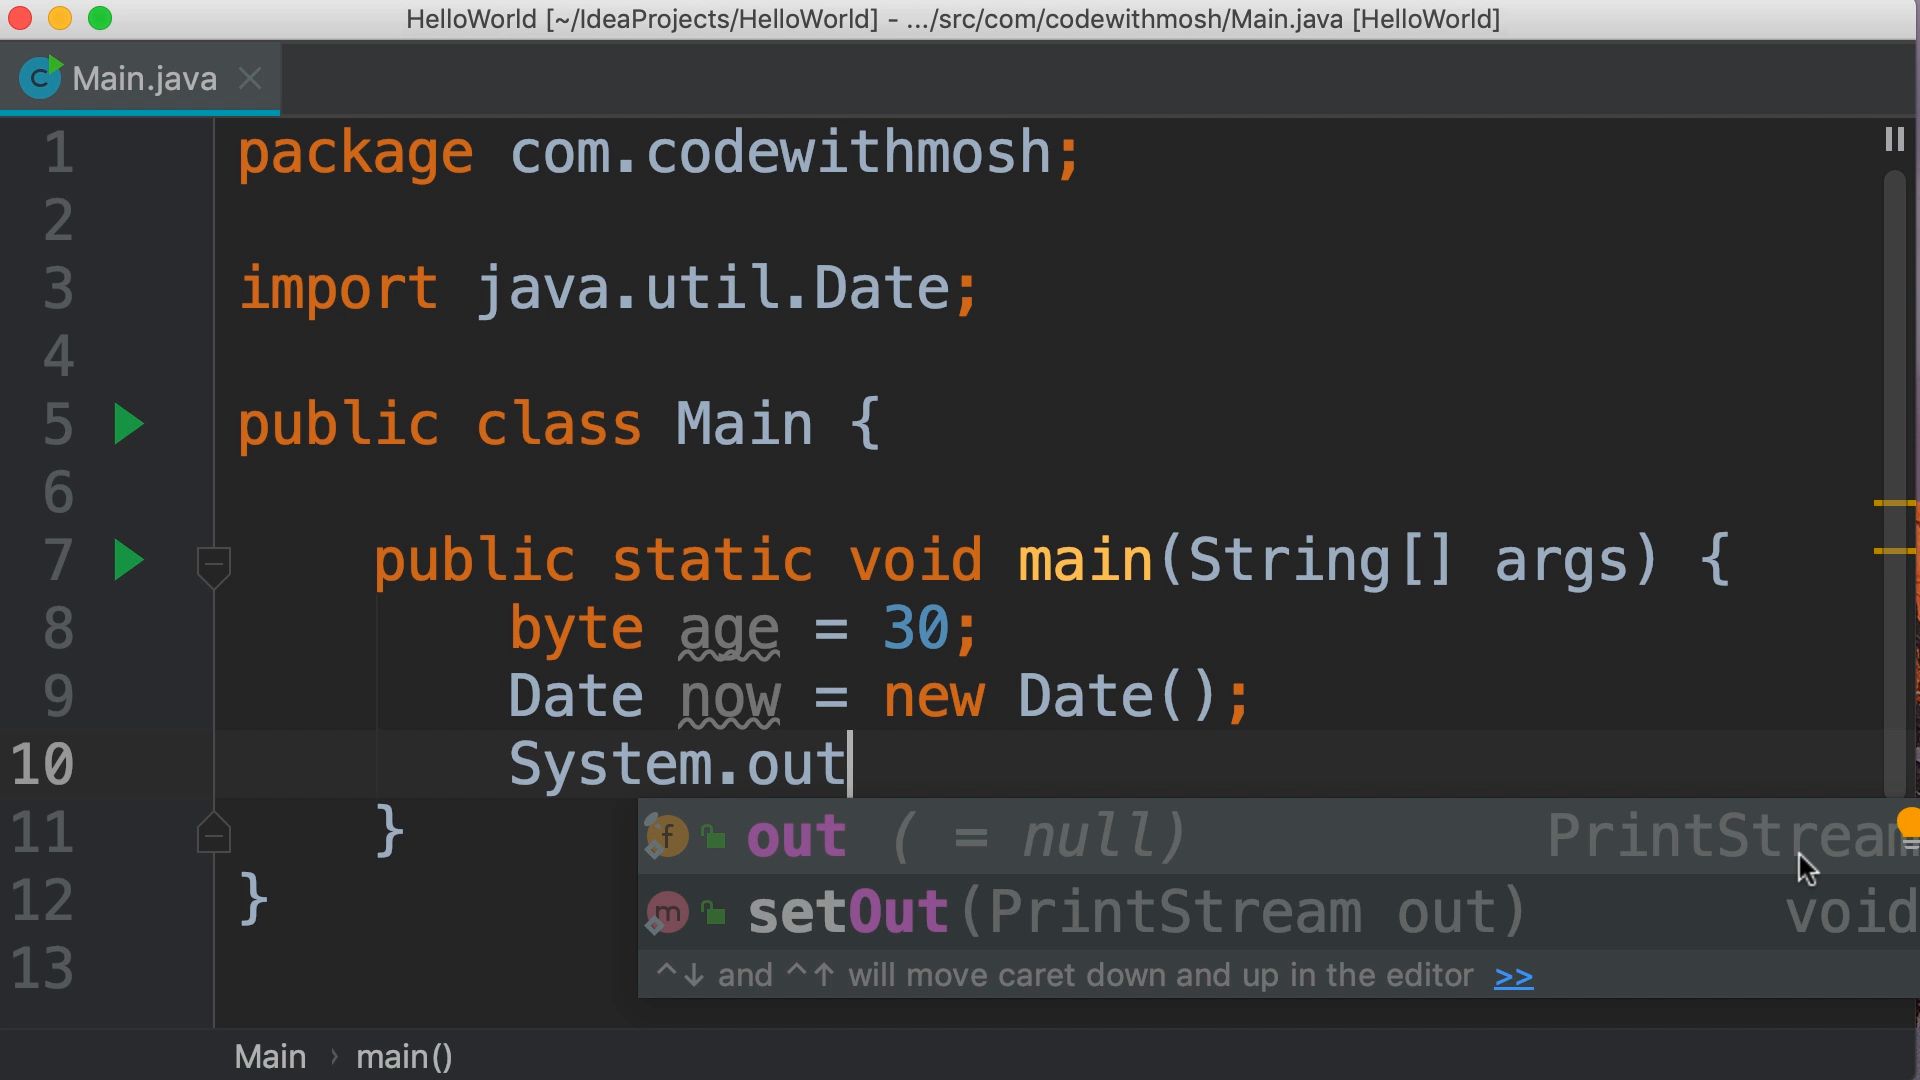 HelloWorld [~/IdeaProjects/HelloWorld] - .../src/com/codewithmosh/Main.java [HelloWorld]
C Main.java
1 package com.codewithmosh;
2
3 import java.util.Date;
4
5 public class Main {
6
7 public static void main(String[] args) {
8 byte age = 30;
9 Date now = new Date();
10 System.out
11 }
f out ( = null) PrintStream
12 }
m setOut(PrintStream out) void
13
^↓ and ^↑ will move caret down and up in the editor >>
Main › main()